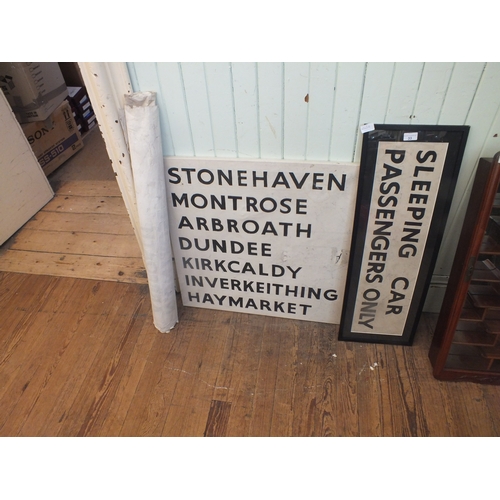 STONEHAVEN
MONTROSE
ARBROATH
DUNDEE
KIRKCALDY
INVERKEITHING
HAYMARKET
SLEEPING CAR
PASSENGERS ONLY
SONY